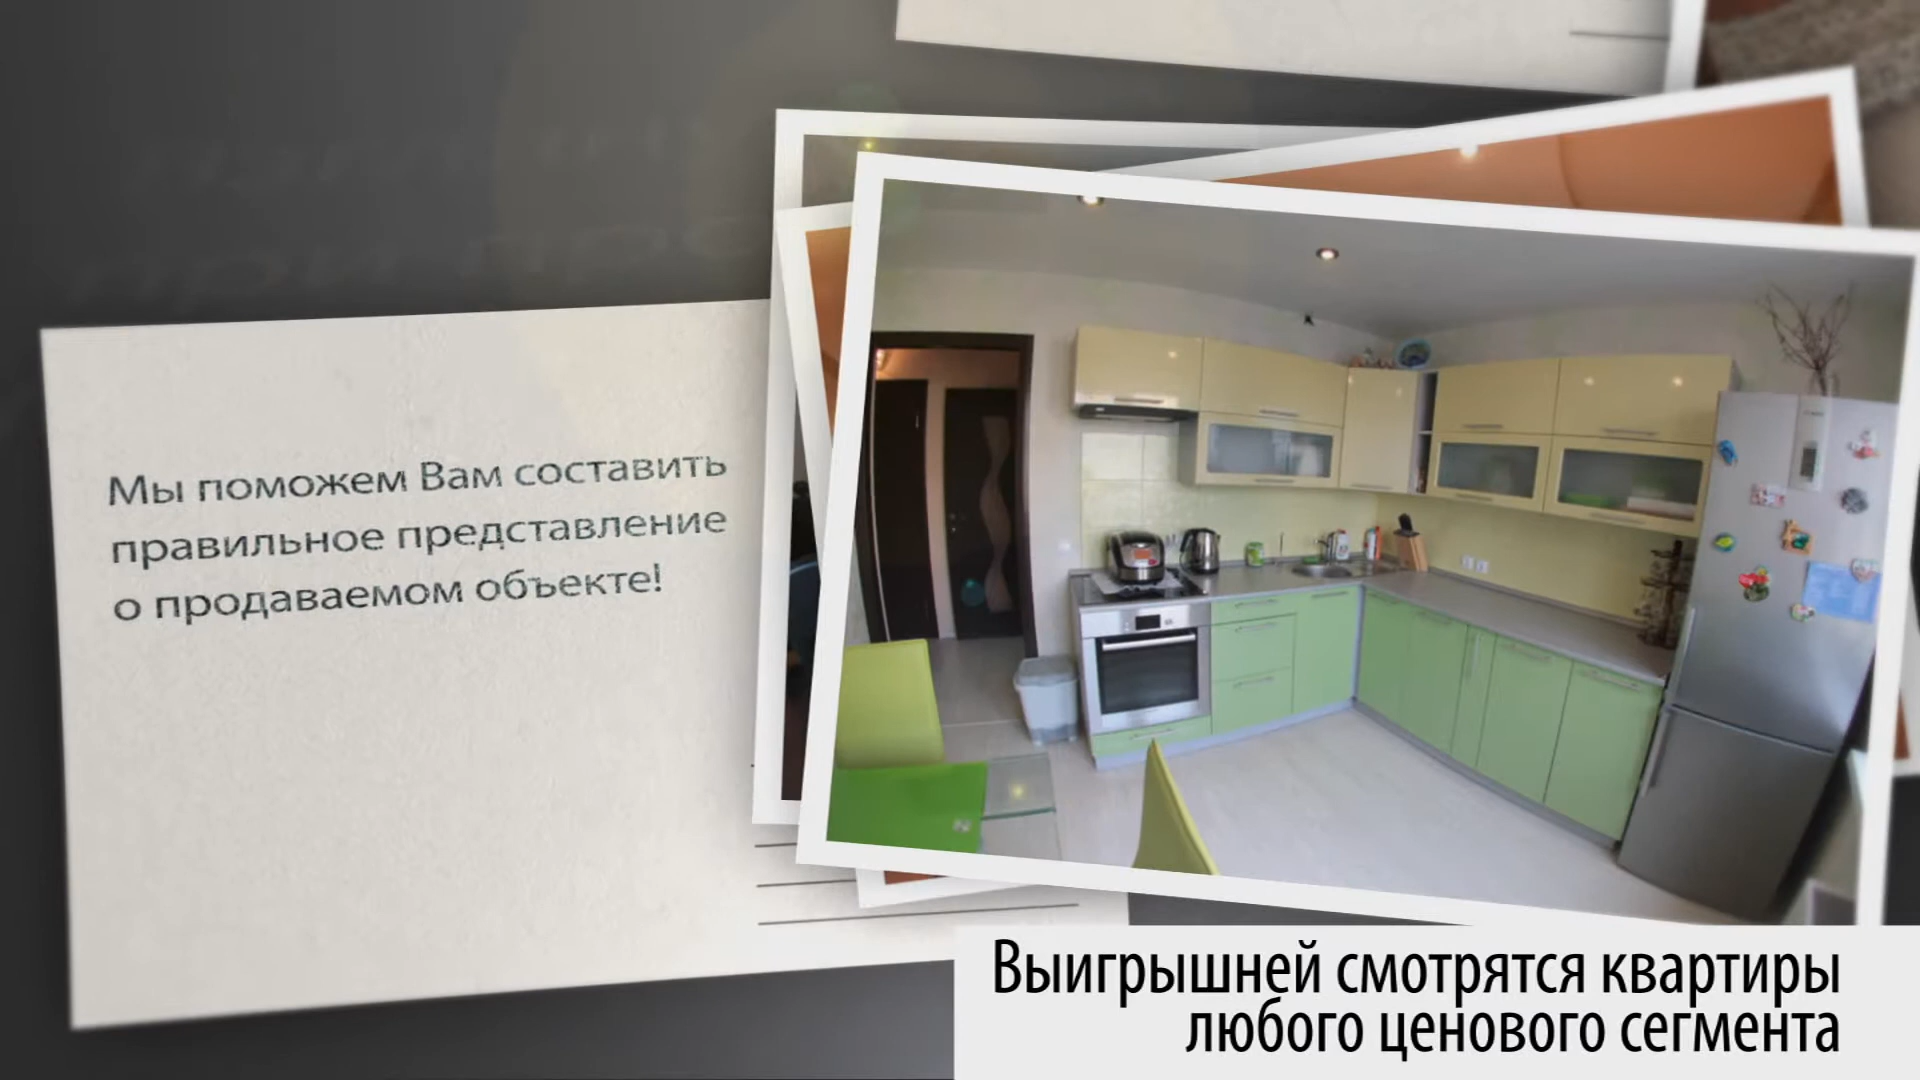 Мы поможем Вам составить
правильное представление
о продаваемом объекте!
Выигрышней смотрятся квартиры
любого ценового сегмента